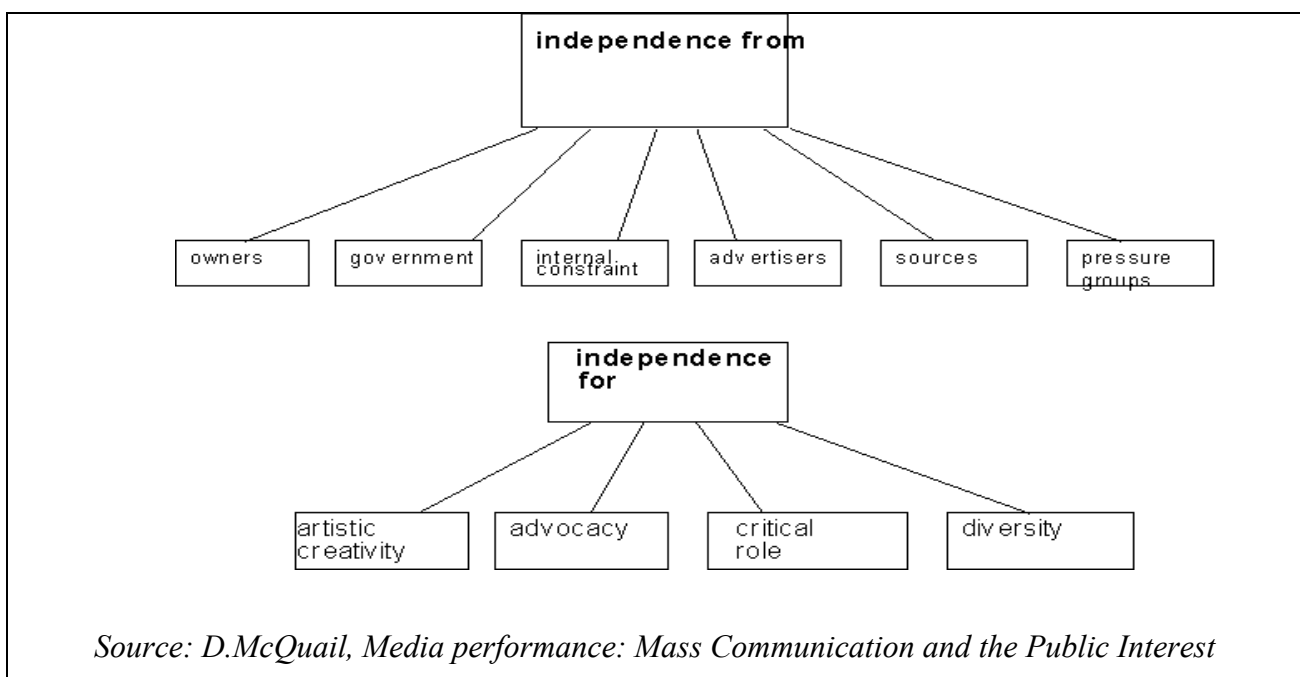 independence from
owners
government
internal
constraint
advertisers
sources
pressure
groups
independence
for
artistic
creativity
advocacy
critical
role
diversity
Source: D.McQuail, Media performance: Mass Communication and the Public Interest